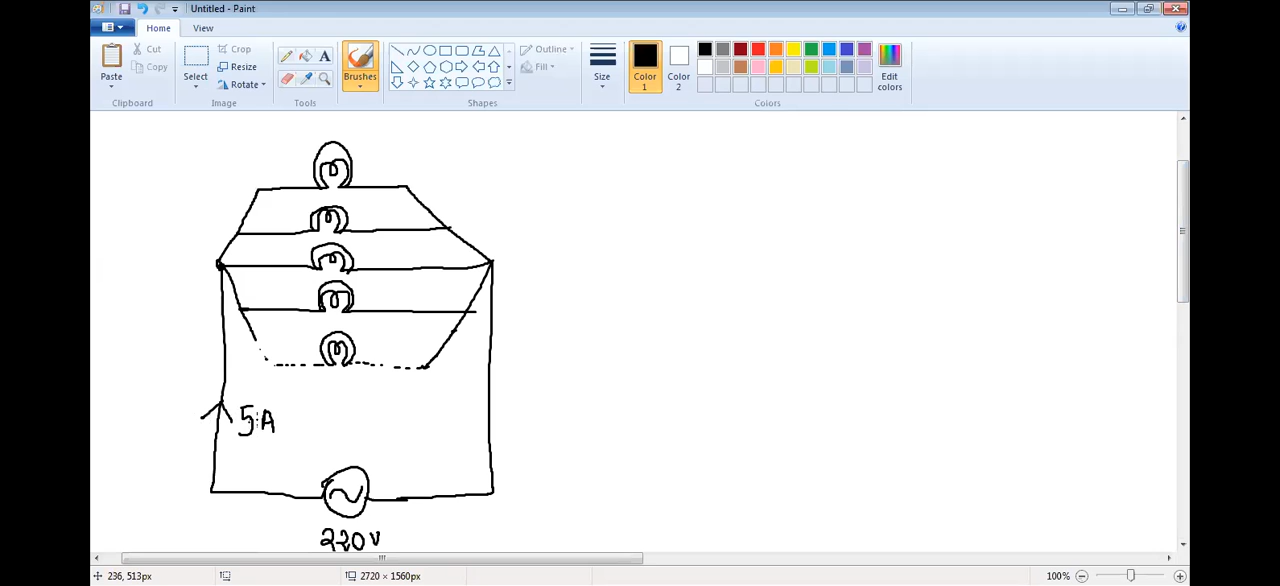 Untitled - Paint
Home View
Paste
Cut
Copy
Clipboard
Select
Crop
Resize
Rotate
Image
A
Tools
Brushes
Shapes
Outline
Fill
Size
Color 1
Color 2
Edit colors
Colors
5A
220V
236, 513px
2720 × 1560px
100%